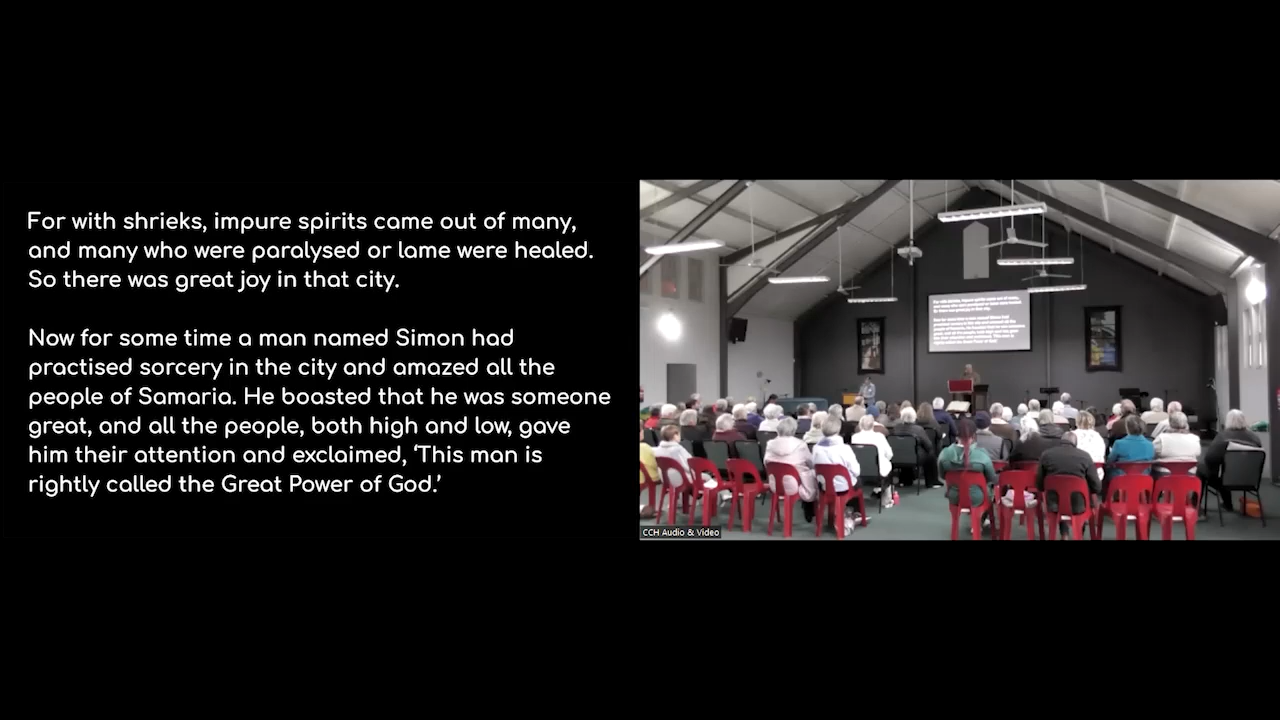 For with shrieks, impure spirits came out of many,
and many who were paralysed or lame were healed.
So there was great joy in that city.
Now for some time a man named Simon had
practised sorcery in the city and amazed all the
people of Samaria. He boasted that he was someone
great, and all the people, both high and low, gave
him their attention and exclaimed, ‘This man is
rightly called the Great Power of God.’
CCH Audio & Video